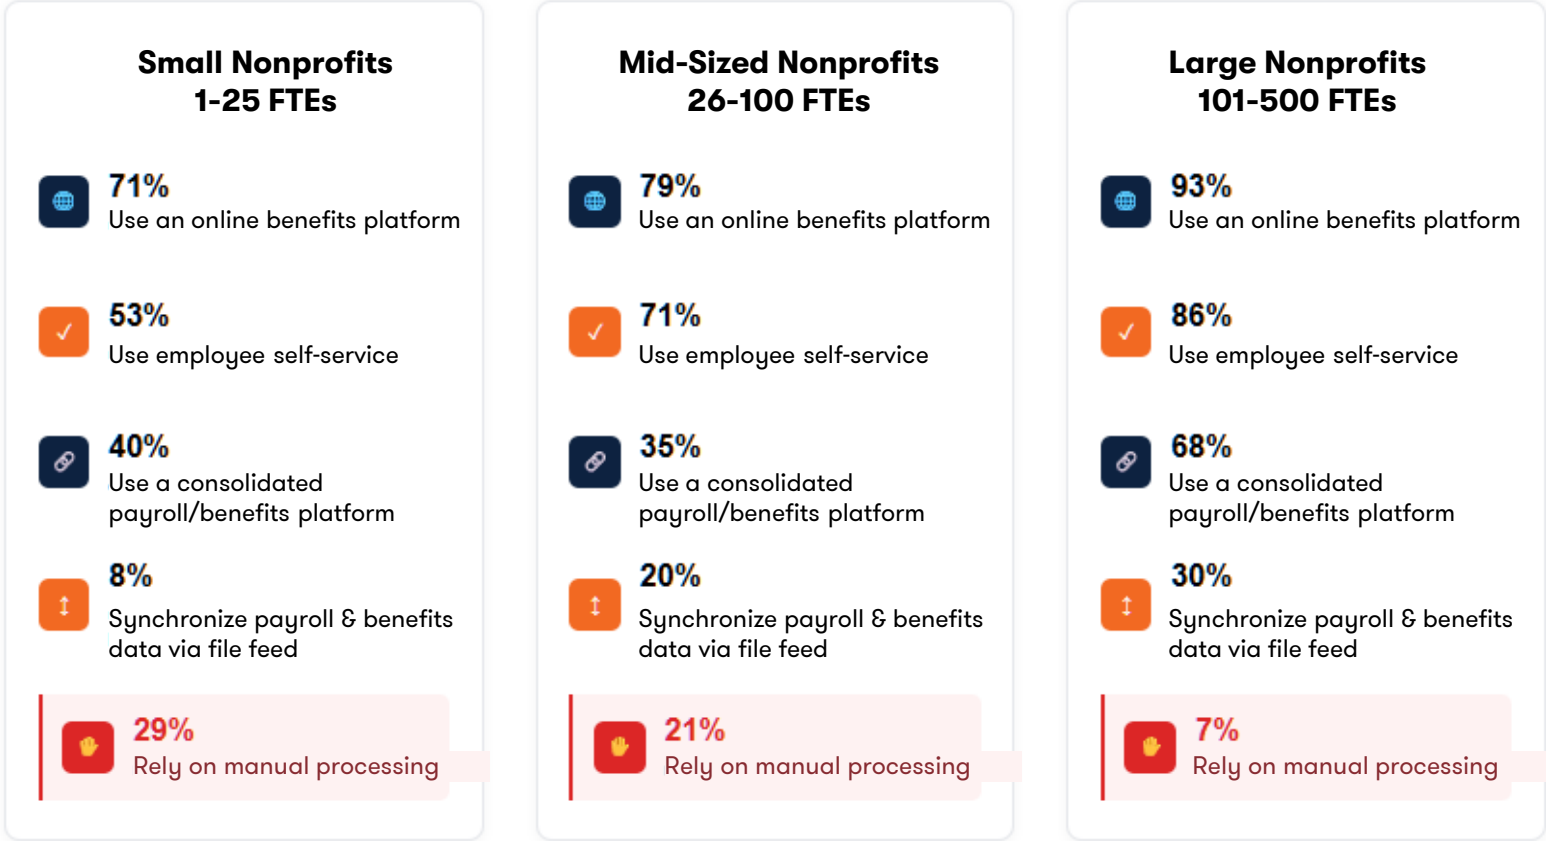 Small Nonprofits
1-25 FTEs
71%
Use an online benefits platform
53%
Use employee self-service
40%
Use a consolidated
payroll/benefits platform
8%
Synchronize payroll & benefits
data via file feed
29%
Rely on manual processing
Mid-Sized Nonprofits
26-100 FTEs
79%
Use an online benefits platform
71%
Use employee self-service
35%
Use a consolidated
payroll/benefits platform
20%
Synchronize payroll & benefits
data via file feed
21%
Rely on manual processing
Large Nonprofits
101-500 FTEs
93%
Use an online benefits platform
86%
Use employee self-service
68%
Use a consolidated
payroll/benefits platform
30%
Synchronize payroll & benefits
data via file feed
7%
Rely on manual processing